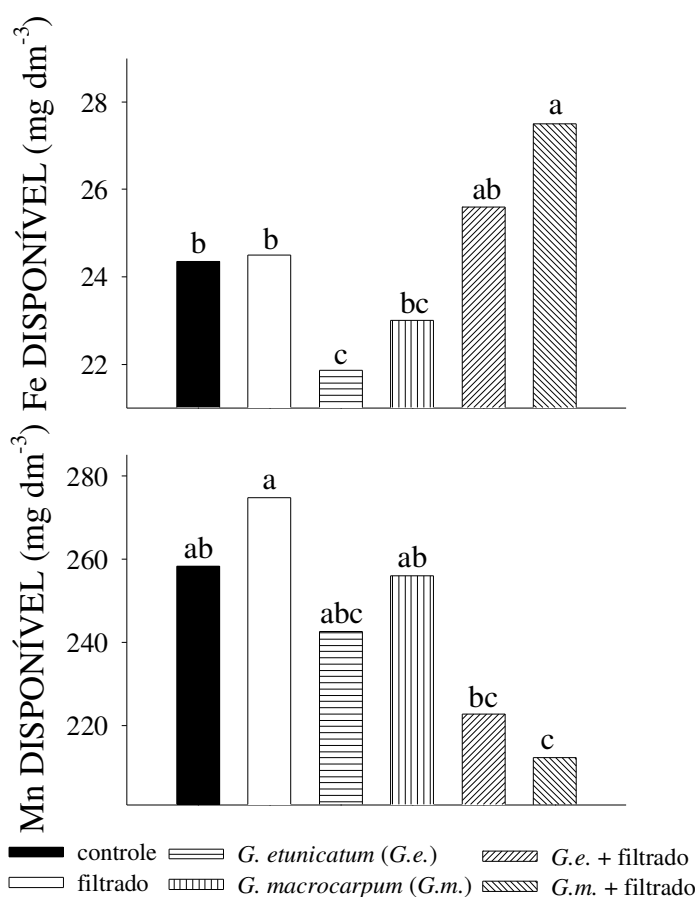 Fe DISPONÍVEL (mg dm⁻³)
28
26
24
22
b
b
c
bc
ab
a
Mn DISPONÍVEL (mg dm⁻³)
280
260
240
220
ab
a
abc
ab
bc
c
controle
filtrado
G. etunicatum (G.e.)
G. macrocarpum (G.m.)
G.e. + filtrado
G.m. + filtrado